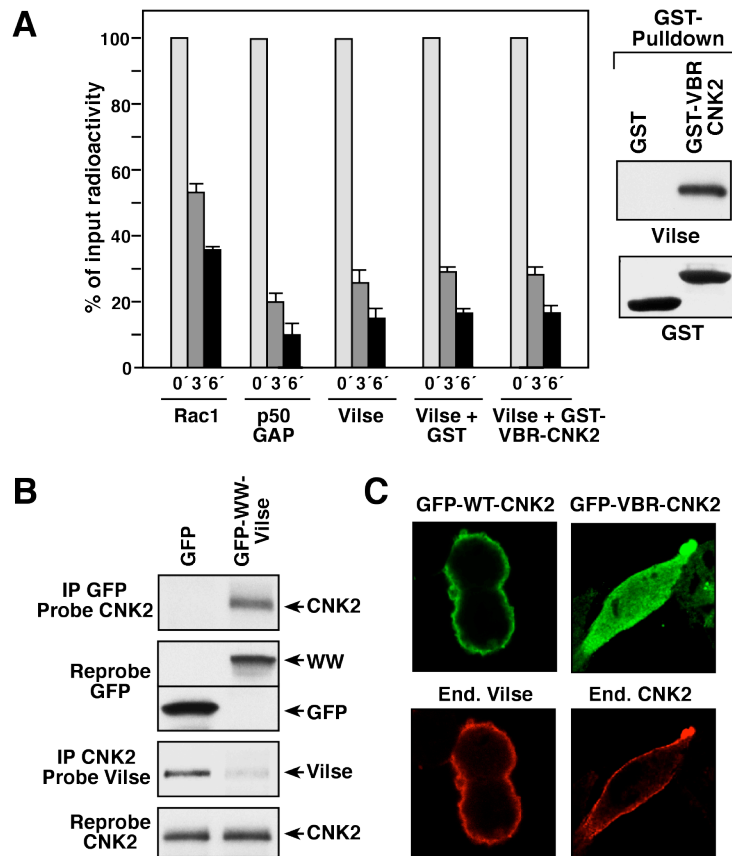 A
% of input radioactivity
100
80
60
40
20
0
0´ 3´ 6´
0´ 3´ 6´
0´ 3´ 6´
0´ 3´ 6´
0´ 3´ 6´
Rac1
p50
GAP
Vilse
Vilse +
GST
Vilse + GST-
VBR-CNK2
GST-
Pulldown
GST
GST-VBR
CNK2
Vilse
GST
B
GFP
GFP-WW-
Vilse
IP GFP
Probe CNK2
CNK2
Reprobe
GFP
WW
GFP
IP CNK2
Probe Vilse
Vilse
Reprobe
CNK2
CNK2
C
GFP-WT-CNK2
GFP-VBR-CNK2
End. Vilse
End. CNK2